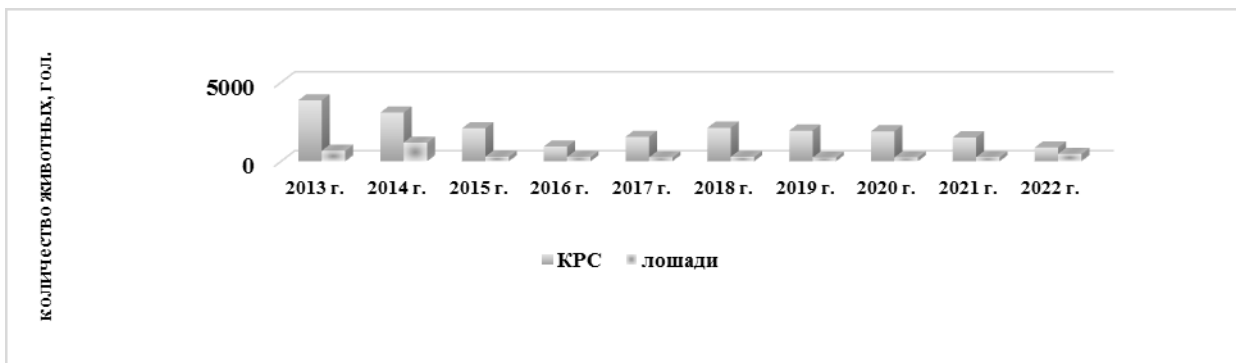 количество животных, гол.
5000
0
2013 г. 2014 г. 2015 г. 2016 г. 2017 г. 2018 г. 2019 г. 2020 г. 2021 г. 2022 г.
КРС лошади